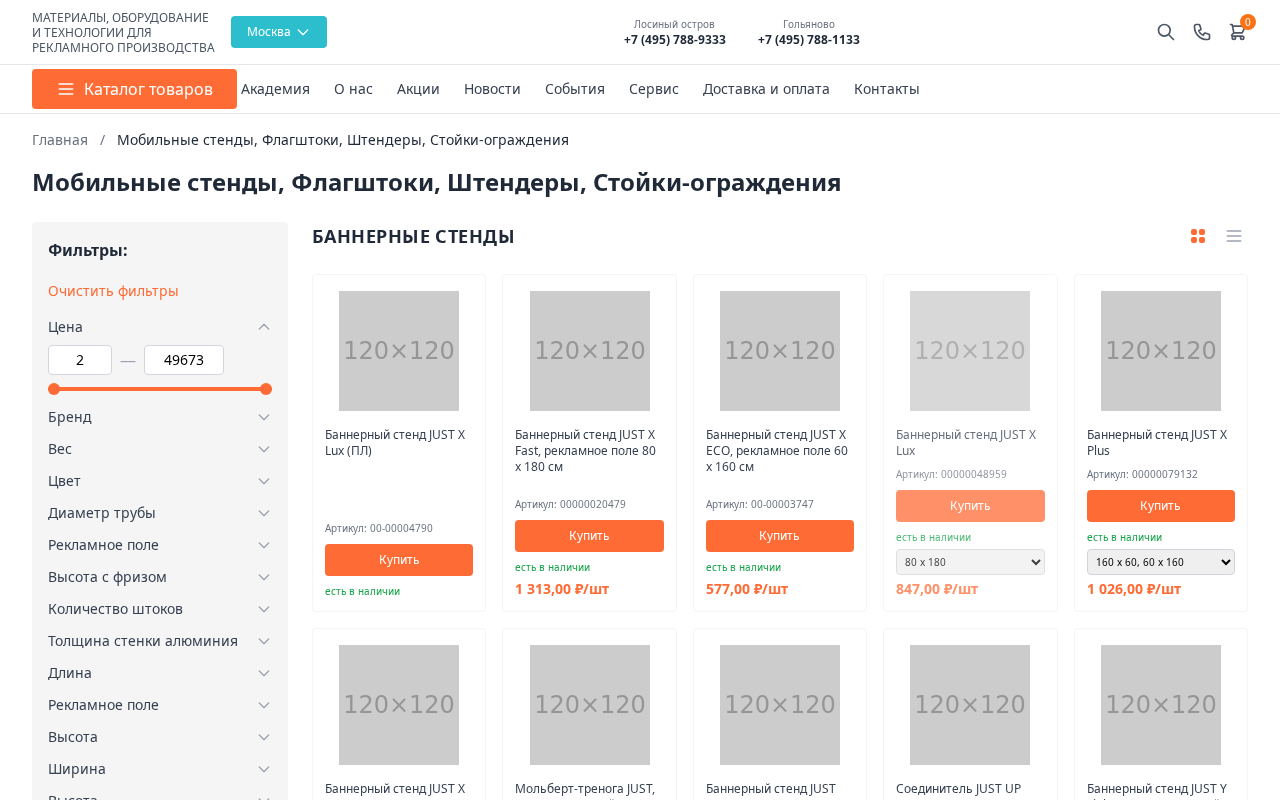 МАТЕРИАЛЫ, ОБОРУДОВАНИЕ
И ТЕХНОЛОГИИ ДЛЯ
РЕКЛАМНОГО ПРОИЗВОДСТВА
Москва
Лосиный остров
+7 (495) 788-9333
Гольяново
+7 (495) 788-1133
0
Каталог товаров
Академия
О нас
Акции
Новости
События
Сервис
Доставка и оплата
Контакты
Главная / Мобильные стенды, Флагштоки, Штендеры, Стойки-ограждения
Мобильные стенды, Флагштоки, Штендеры, Стойки-ограждения
Фильтры:
Очистить фильтры
Цена
2 — 49673
Бренд
Вес
Цвет
Диаметр трубы
Рекламное поле
Высота с фризом
Количество штоков
Толщина стенки алюминия
Длина
Рекламное поле
Высота
Ширина
Высота
БАННЕРНЫЕ СТЕНДЫ
120×120
Баннерный стенд JUST X
Lux (ПЛ)
Артикул: 00-00004790
Купить
есть в наличии
120×120
Баннерный стенд JUST X
Fast, рекламное поле 80
х 180 см
Артикул: 00000020479
Купить
есть в наличии
1 313,00 ₽/шт
120×120
Баннерный стенд JUST X
ECO, рекламное поле 60
х 160 см
Артикул: 00-00003747
Купить
есть в наличии
577,00 ₽/шт
120×120
Баннерный стенд JUST X
Lux
Артикул: 00000048959
Купить
есть в наличии
80 х 180
847,00 ₽/шт
120×120
Баннерный стенд JUST X
Plus
Артикул: 00000079132
Купить
есть в наличии
160 х 60, 60 х 160
1 026,00 ₽/шт
120×120
Баннерный стенд JUST X
120×120
Мольберт-тренога JUST,
120×120
Баннерный стенд JUST
120×120
Соединитель JUST UP
120×120
Баннерный стенд JUST Y